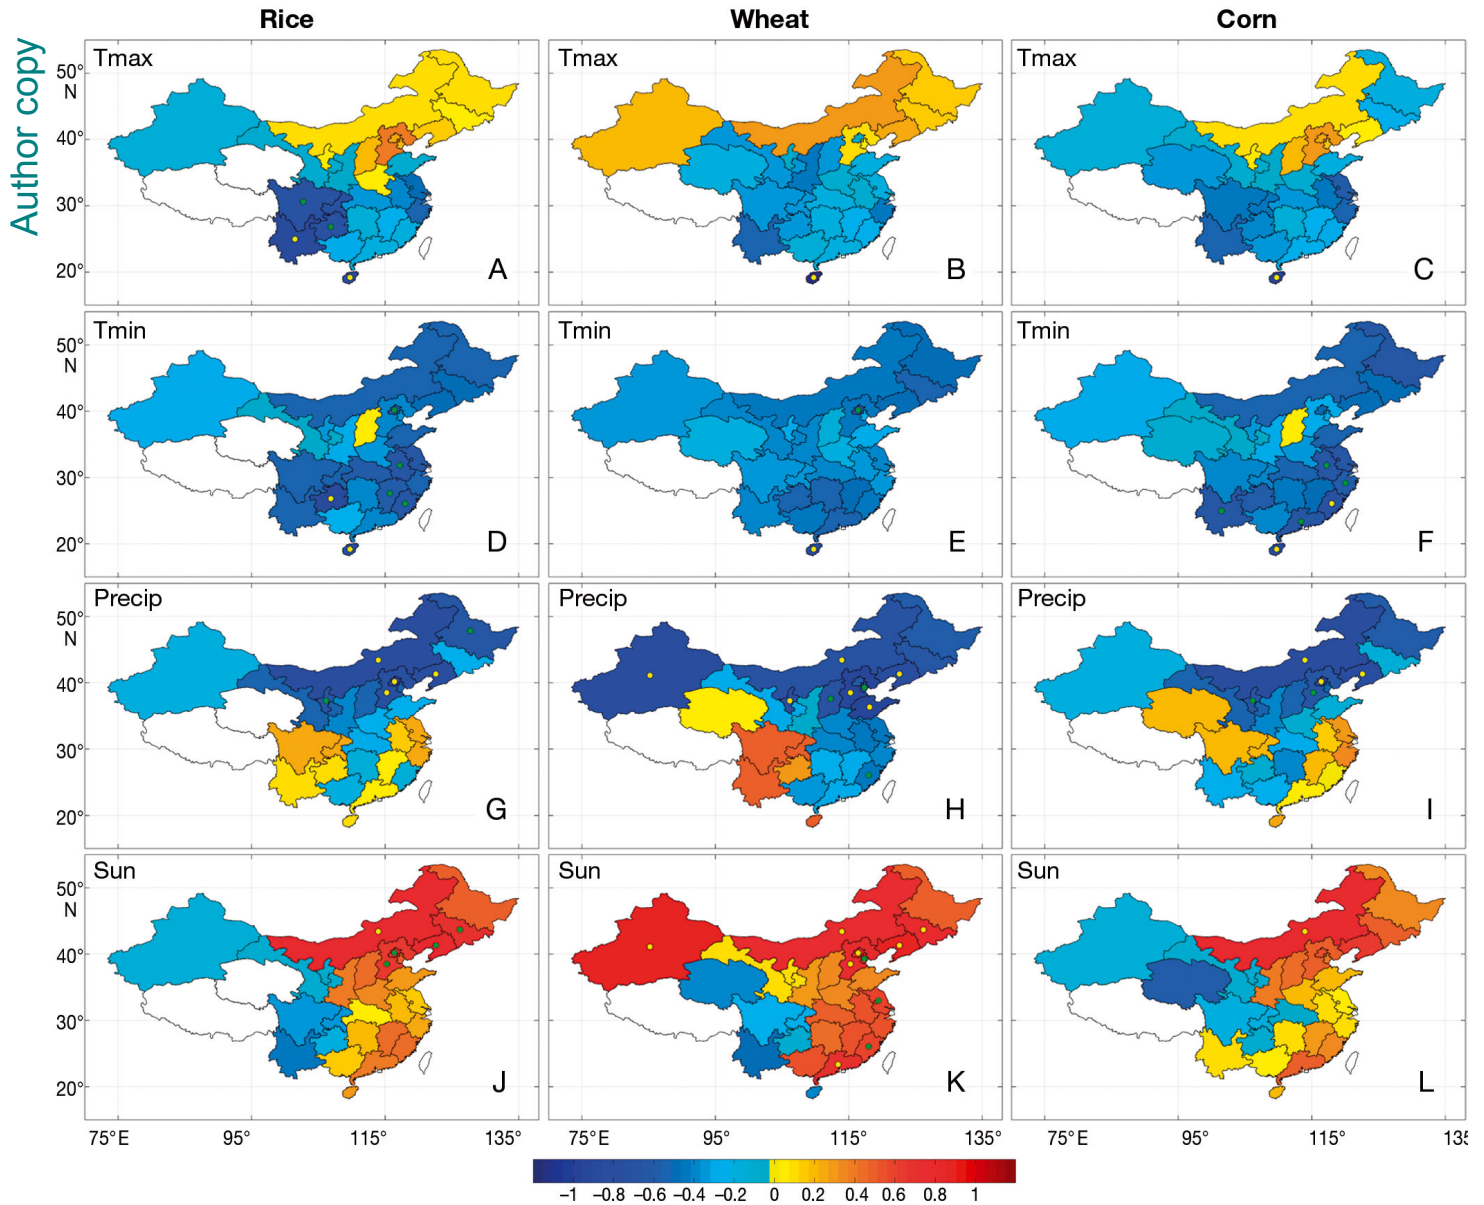 Author copy
Rice Wheat Corn
Tmax Tmax Tmax
50°
N
40°
30°
20°
A B C
Tmin Tmin Tmin
50°
N
40°
30°
20°
D E F
Precip Precip Precip
50°
N
40°
30°
20°
G H I
Sun Sun Sun
50°
N
40°
30°
20°
J K L
75°E 95° 115° 135° 75°E 95° 115° 135° 75°E 95° 115° 135
−1 −0.8 −0.6 −0.4 −0.2 0 0.2 0.4 0.6 0.8 1